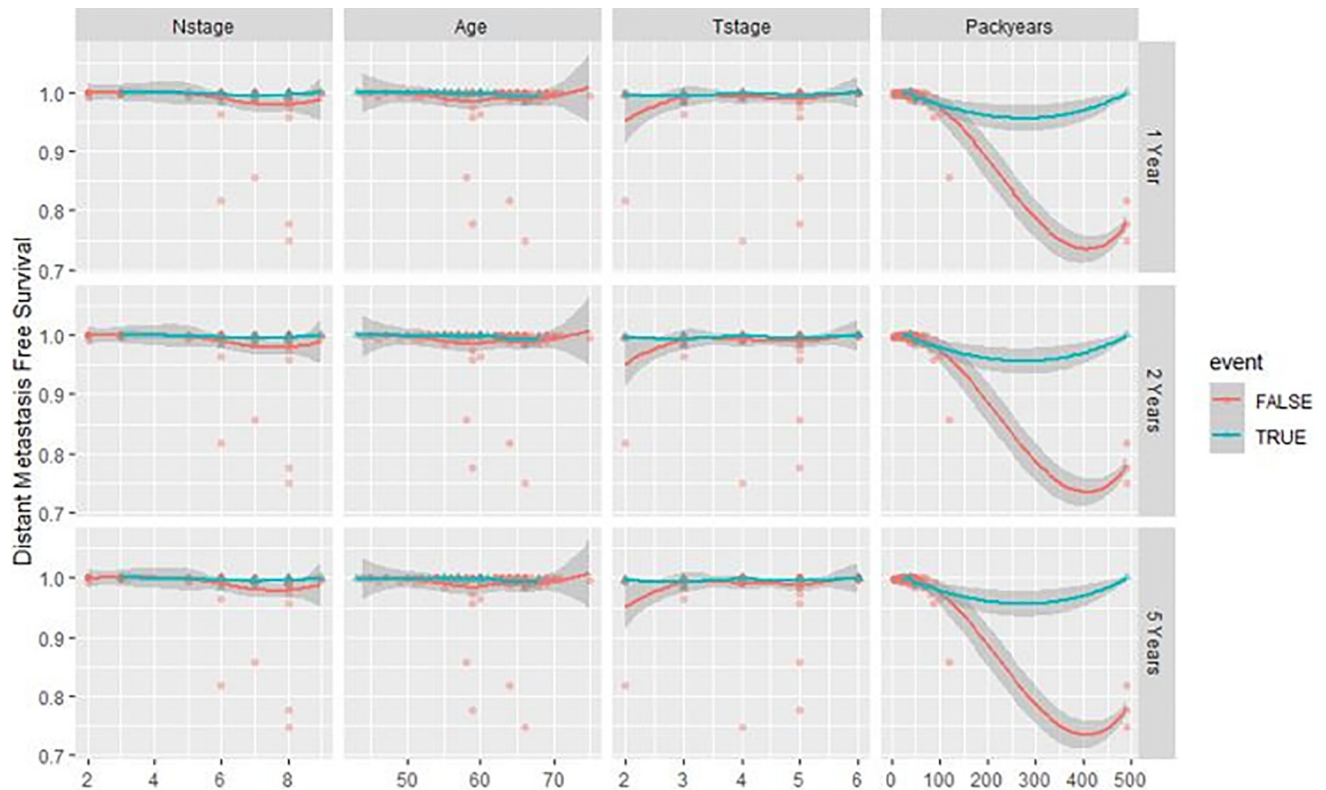 Nstage Age Tstage Packyears
Distant Metastasis Free Survival
1.0
0.9
0.8
0.7
1 Year
1.0
0.9
0.8
0.7
2 Years
1.0
0.9
0.8
0.7
5 Years
2 4 6 8 50 60 70 2 3 4 5 6 0 100 200 300 400 500
event
FALSE
TRUE